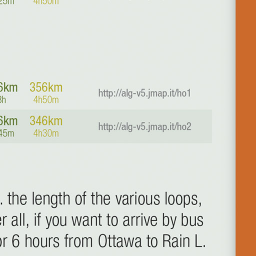 4h50m
6km 356km http://alg-v5.jmap.it/ho1
4h50m
6km 346km http://alg-v5.jmap.it/ho2
45m 4h30m
. the length of the various loops,
er all, if you want to arrive by bus
or 6 hours from Ottawa to Rain L.